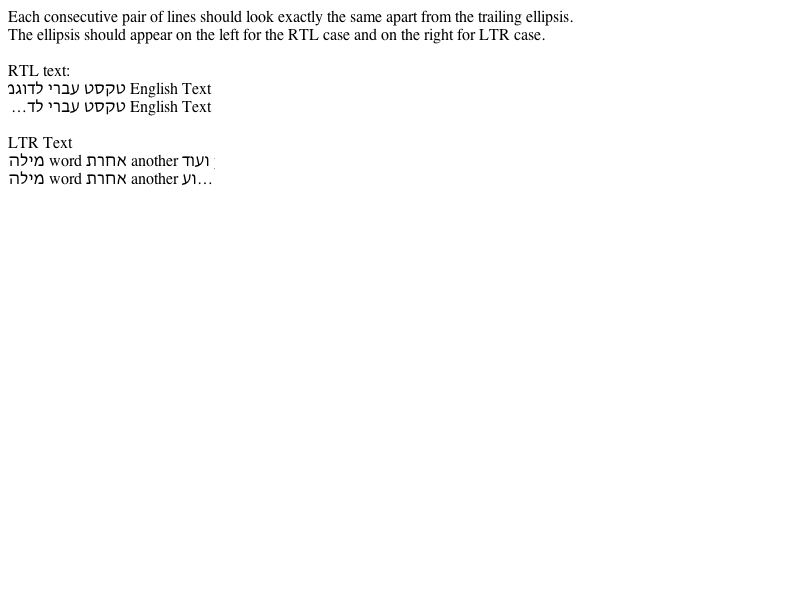 Each consecutive pair of lines should look exactly the same apart from the trailing ellipsis.
The ellipsis should appear on the left for the RTL case and on the right for LTR case.
RTL text:
English Text טקסט עברי לדוגמ
English Text טקסט עברי לד…
LTR Text
מילה word אחרת another ועוד
מילה word אחרת another וע…